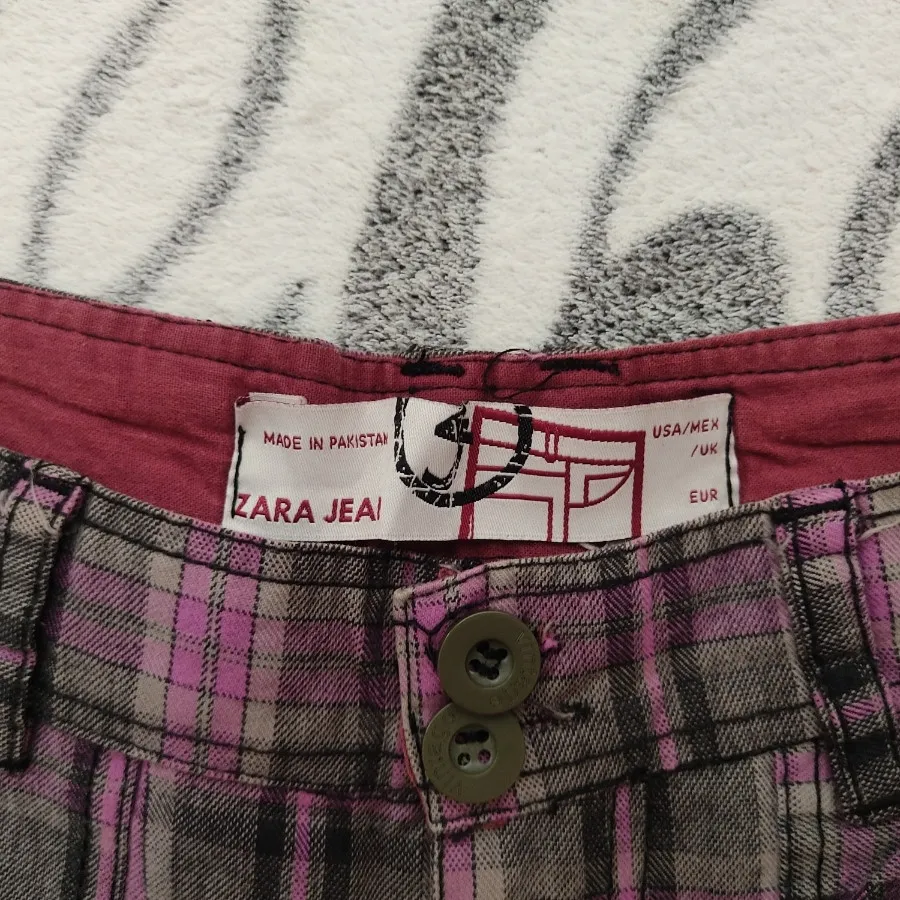 MADE IN PAKISTAN
ZARA JEA
USA/MEX
/UK
EUR